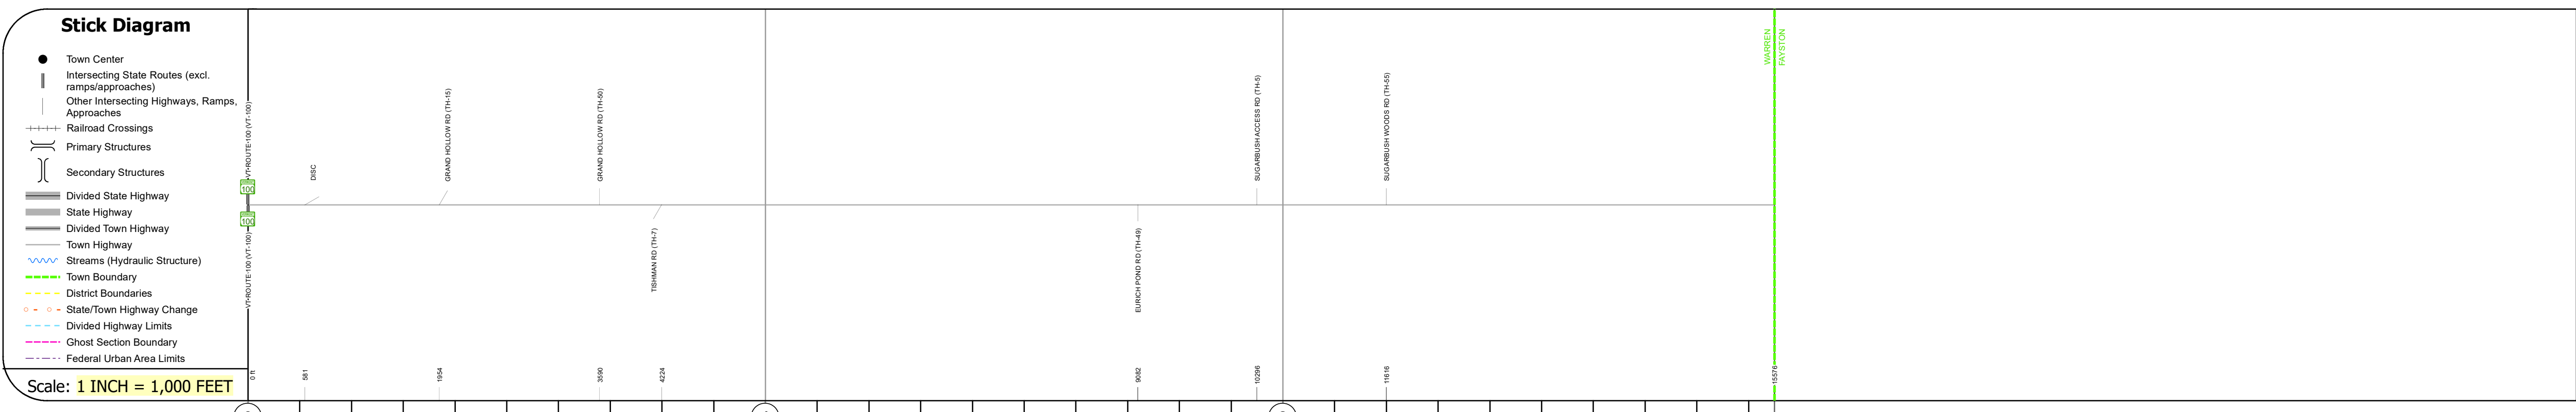 Stick Diagram
Town Center
Intersecting State Routes (excl.
ramps/approaches)
Other Intersecting Highways, Ramps,
Approaches
Railroad Crossings
Primary Structures
Secondary Structures
Divided State Highway
State Highway
Divided Town Highway
Town Highway
Streams (Hydraulic Structure)
Town Boundary
District Boundaries
State/Town Highway Change
Divided Highway Limits
Ghost Section Boundary
Federal Urban Area Limits
Scale: 1 INCH = 1,000 FEET
VT-ROUTE-100 (VT-100)
100
100
VT-ROUTE-100 (VT-100)
DISC
GRAND HOLLOW RD (TH-15)
GRAND HOLLOW RD (TH-50)
TISHMAN RD (TH-7)
EURICH POND RD (TH-49)
SUGARBUSH ACCESS RD (TH-5)
SUGARBUSH WOODS RD (TH-55)
WARREN
FAYSTON
0 ft
581
1954
3590
4224
9082
10296
11616
15576